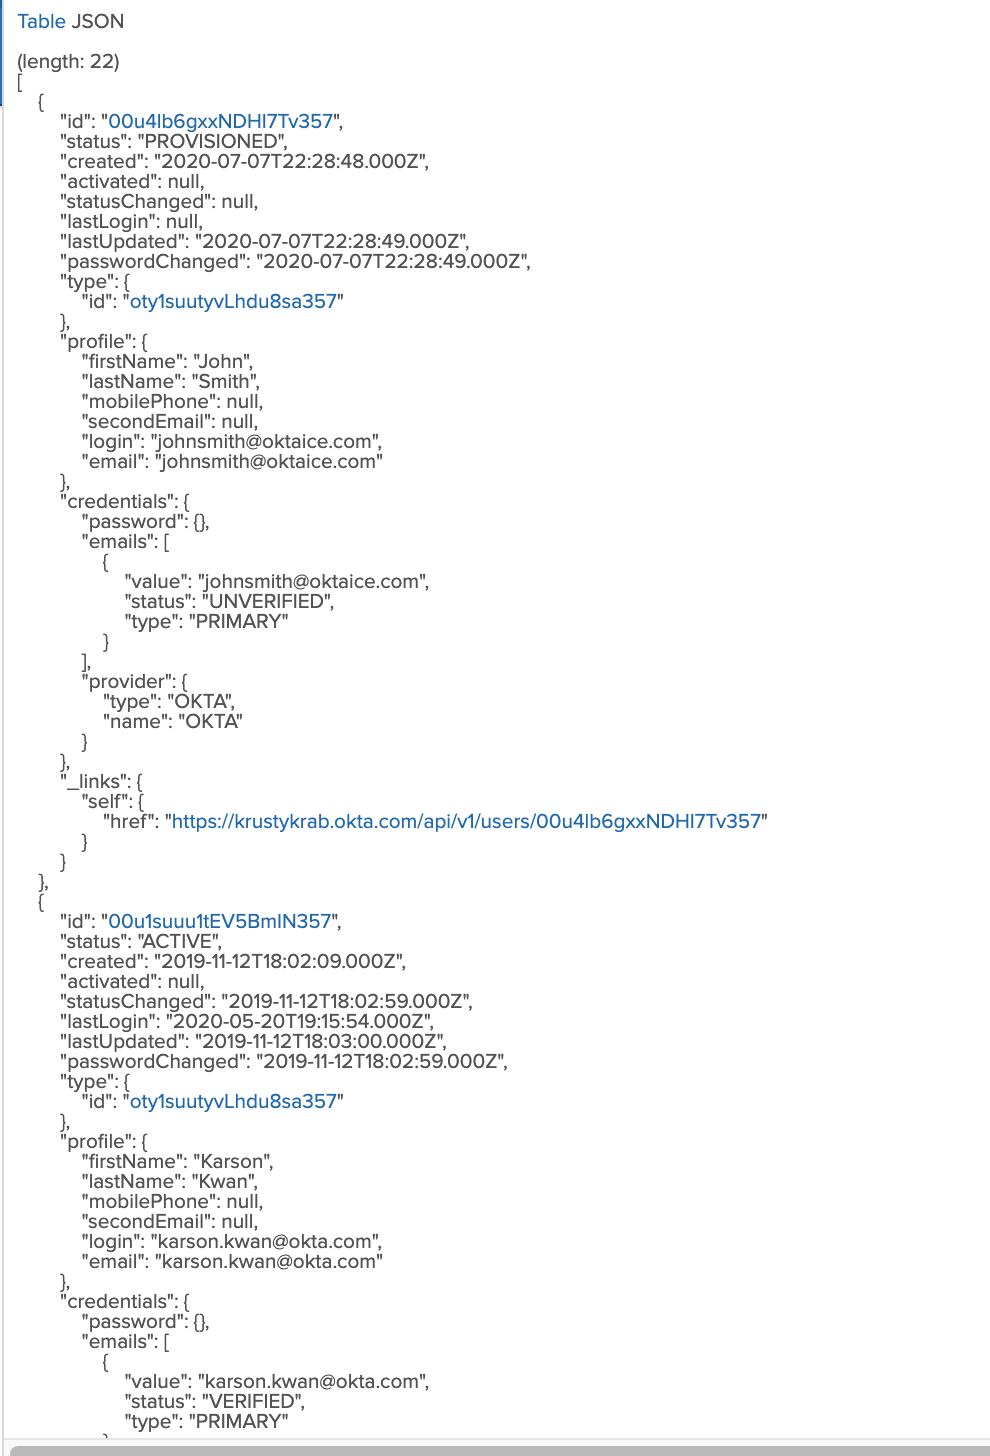 Table JSON
(length: 22)
[
{
"id": "00u4lb6gxxNDHl7Tv357",
"status": "PROVISIONED",
"created": "2020-07-07T22:28:48.000Z",
"activated": null,
"statusChanged": null,
"lastLogin": null,
"lastUpdated": "2020-07-07T22:28:49.000Z",
"passwordChanged": "2020-07-07T22:28:49.000Z",
"type": {
"id": "oty1suutyvLhdu8sa357"
},
"profile": {
"firstName": "John",
"lastName": "Smith",
"mobilePhone": null,
"secondEmail": null,
"login": "johnsmith@oktaice.com",
"email": "johnsmith@oktaice.com"
},
"credentials": {
"password": {},
"emails": [
{
"value": "johnsmith@oktaice.com",
"status": "UNVERIFIED",
"type": "PRIMARY"
}
],
"provider": {
"type": "OKTA",
"name": "OKTA"
}
},
"_links": {
"self": {
"href": "https://krustykrab.okta.com/api/v1/users/00u4lb6gxxNDHl7Tv357"
}
}
},
{
"id": "00u1suuu1tEV5BmlN357",
"status": "ACTIVE",
"created": "2019-11-12T18:02:09.000Z",
"activated": null,
"statusChanged": "2019-11-12T18:02:59.000Z",
"lastLogin": "2020-05-20T19:15:54.000Z",
"lastUpdated": "2019-11-12T18:03:00.000Z",
"passwordChanged": "2019-11-12T18:02:59.000Z",
"type": {
"id": "oty1suutyvLhdu8sa357"
},
"profile": {
"firstName": "Karson",
"lastName": "Kwan",
"mobilePhone": null,
"secondEmail": null,
"login": "karson.kwan@okta.com",
"email": "karson.kwan@okta.com"
},
"credentials": {
"password": {},
"emails": [
{
"value": "karson.kwan@okta.com",
"status": "VERIFIED",
"type": "PRIMARY"